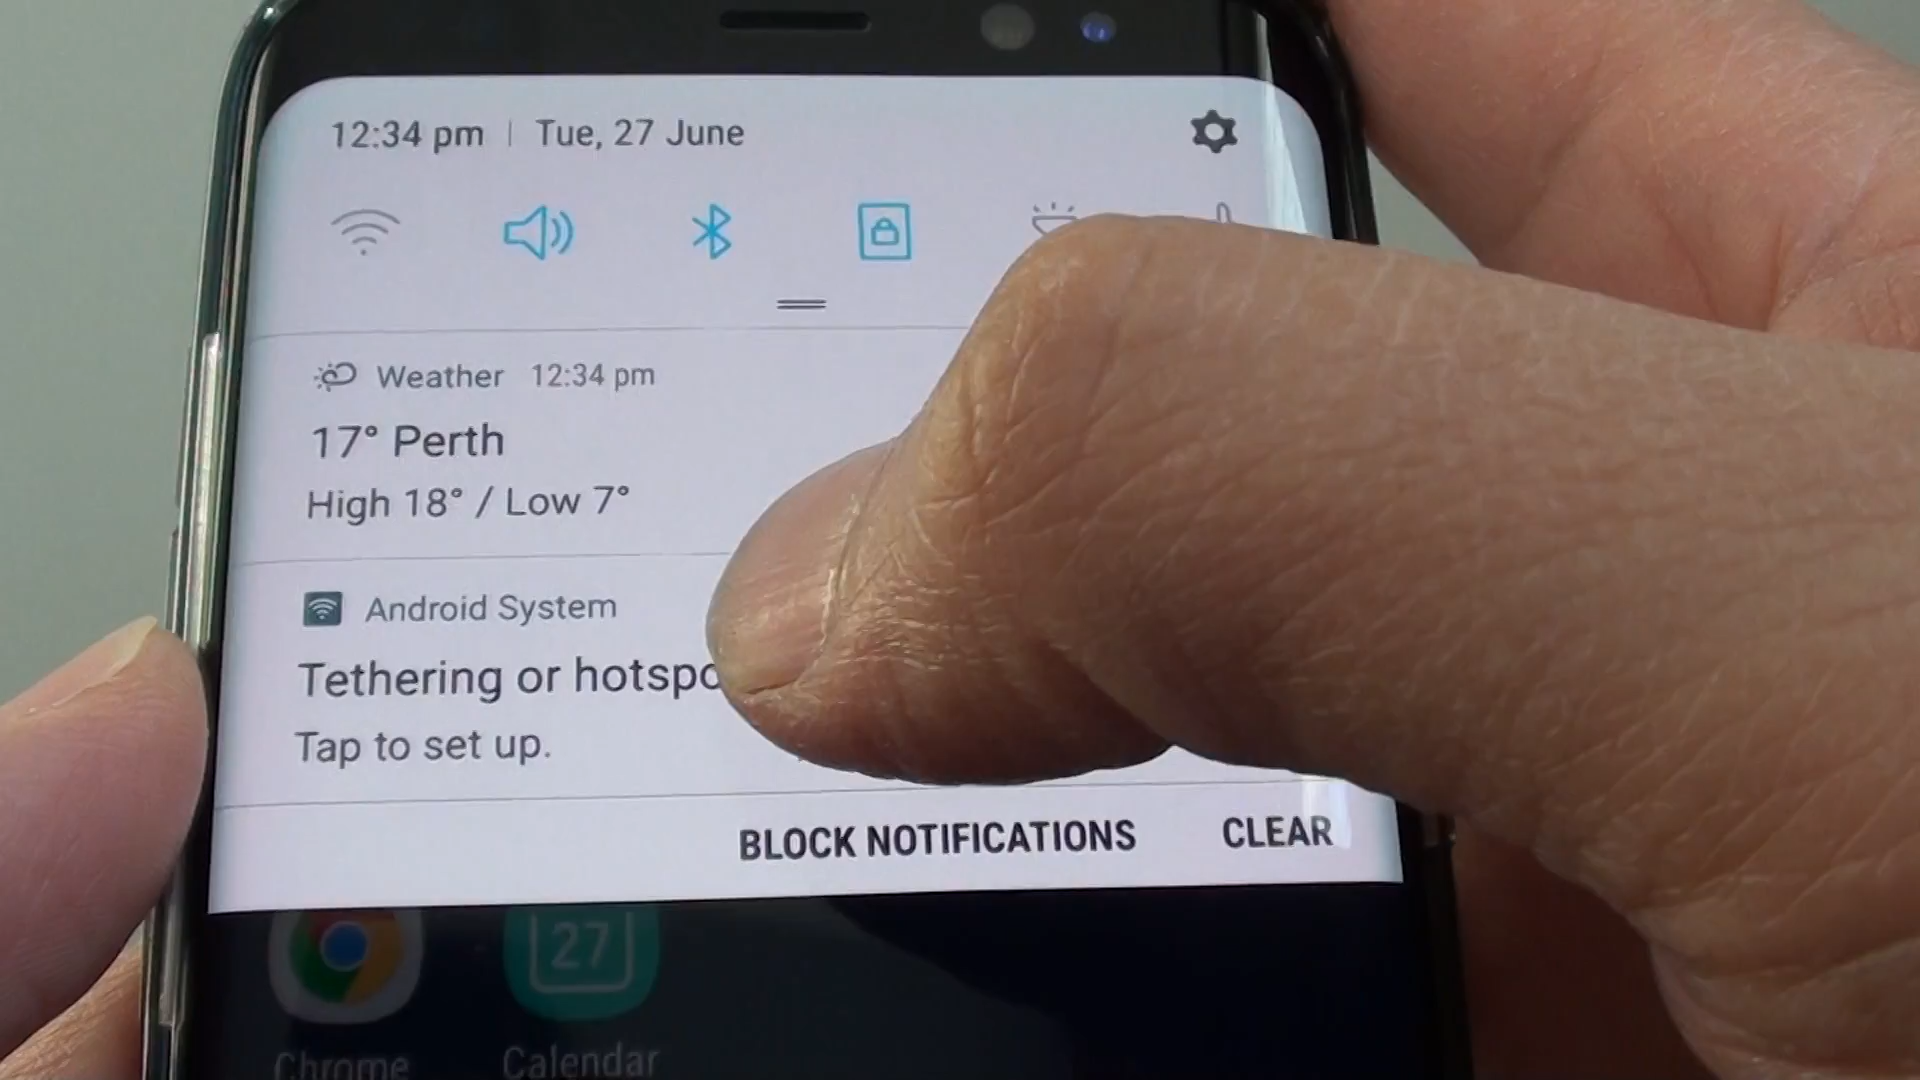 12:34 pm | Tue, 27 June
Weather 12:34 pm
17° Perth
High 18° / Low 7°
Android System
Tethering or
Tap to set up.
BLOCK NOTIFICATIONS CLEAR
27
Chrome Calendar